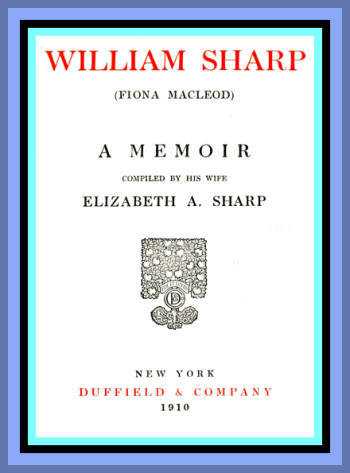 WILLIAM SHARP
(FIONA MACLEOD)
A MEMOIR
COMPILED BY HIS WIFE
ELIZABETH A. SHARP
D
NEW YORK
DUFFIELD & COMPANY
1910